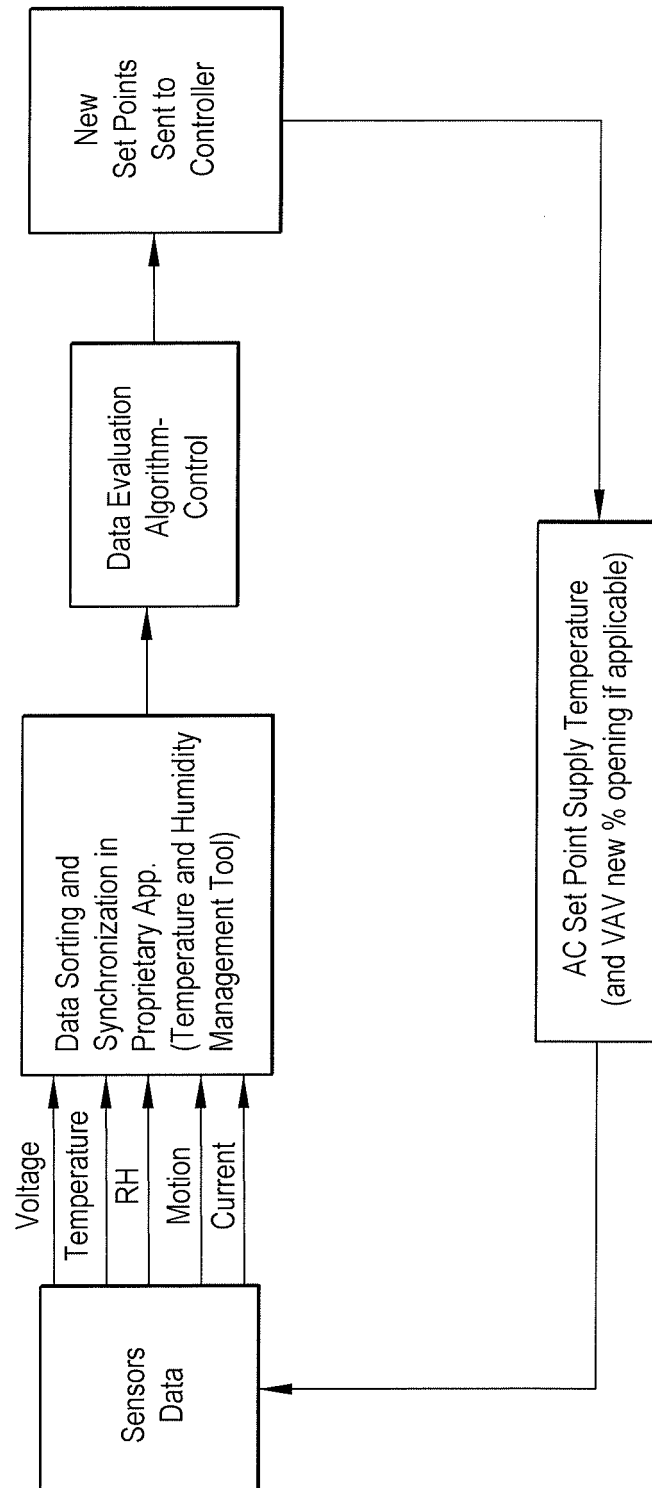 Sensors
Data
Voltage
Temperature
RH
Motion
Current
Data Sorting and
Synchronization in
Proprietary App.
(Temperature and Humidity
Management Tool)
Data Evaluation
Algorithm-
Control
New
Set Points
Sent to
Controller
AC Set Point Supply Temperature
(and VAV new % opening if applicable)